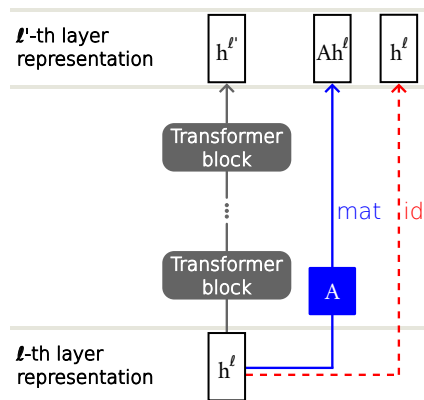 ℓ'-th layer
representation
h^ℓ' Ah^ℓ h^ℓ
Transformer
block
mat id
Transformer
block
A
ℓ-th layer
representation
h^ℓ